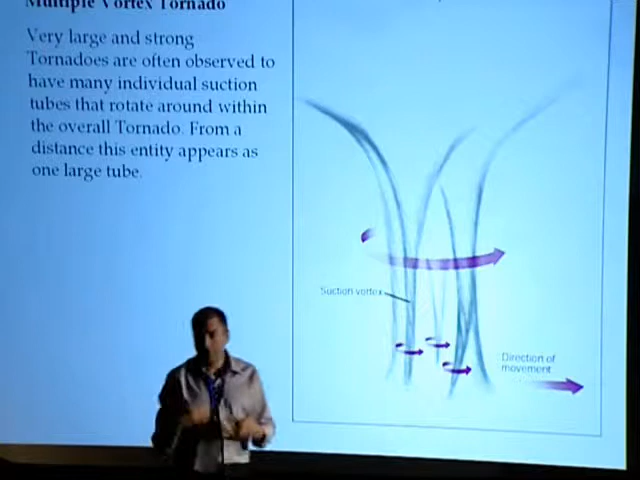 Multiple Vortex Tornado
Very large and strong
Tornadoes are often observed to
have many individual suction
tubes that rotate around within
the overall Tornado. From a
distance this entity appears as
one large tube.
Suction vortex
Direction of
movement